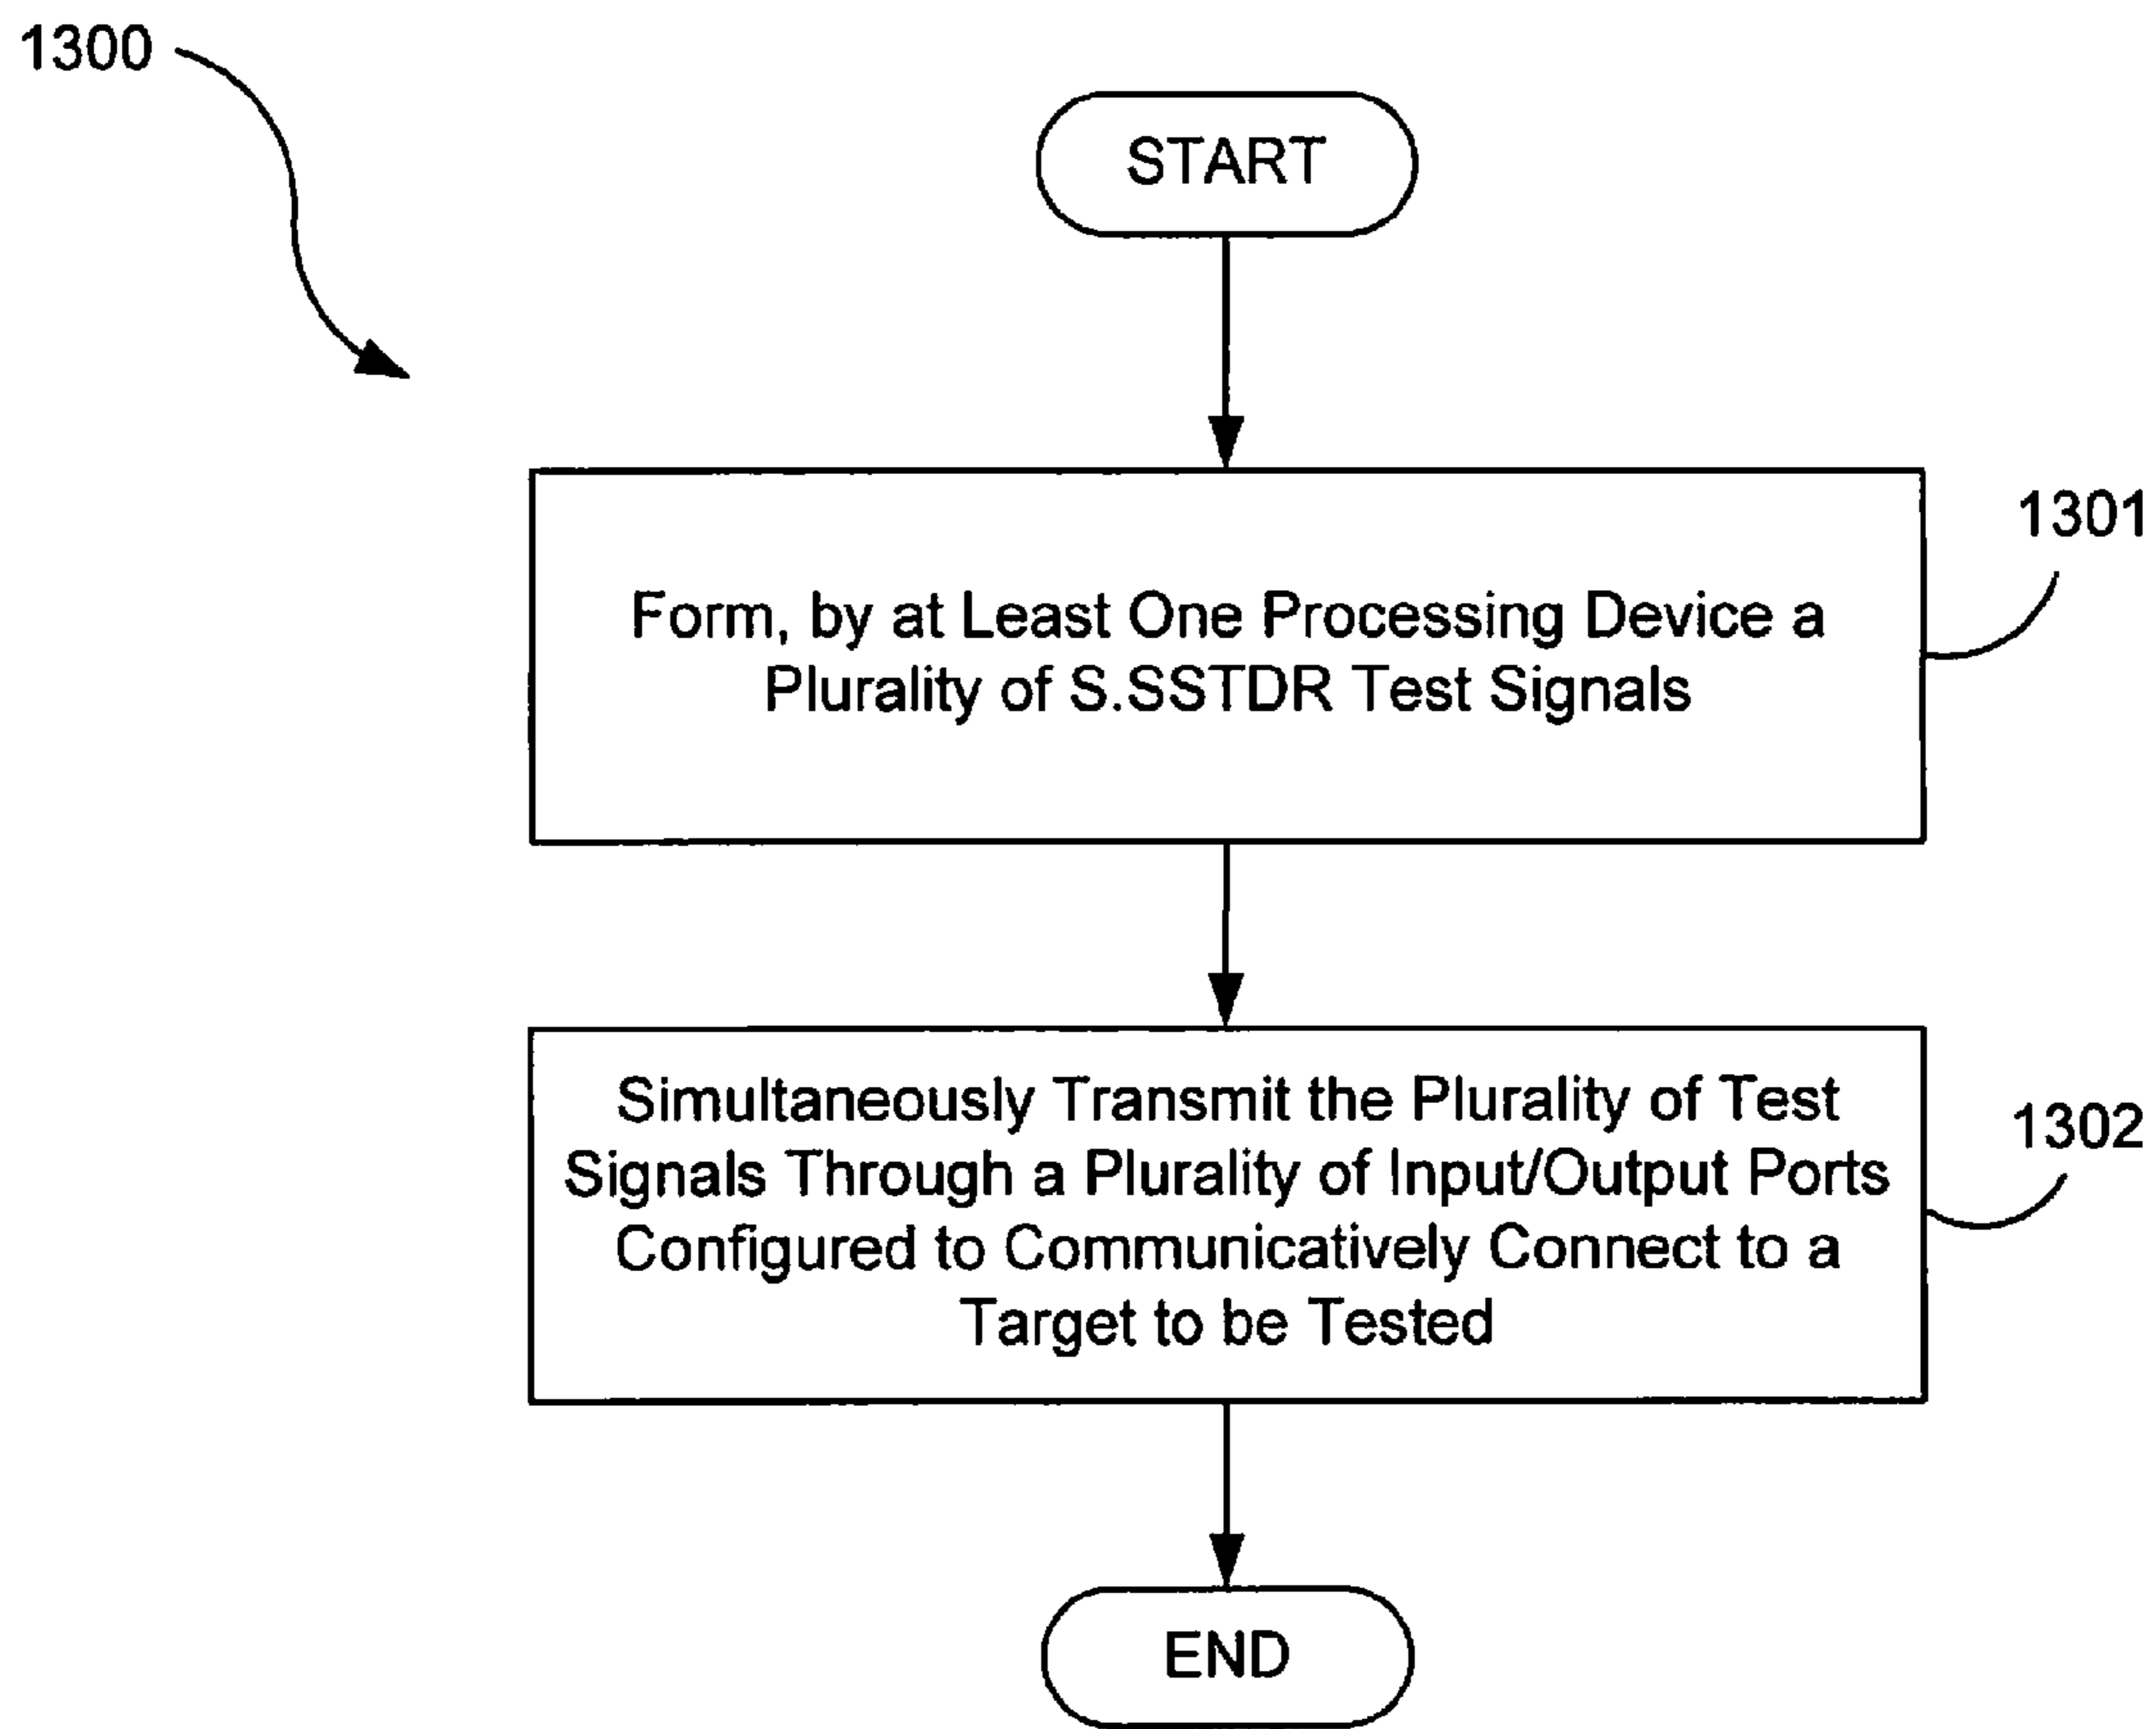 1300
START
Form, by at Least One Processing Device a
Plurality of S.SSTDR Test Signals
1301
Simultaneously Transmit the Plurality of Test
Signals Through a Plurality of Input/Output Ports
Configured to Communicatively Connect to a
Target to be Tested
1302
END